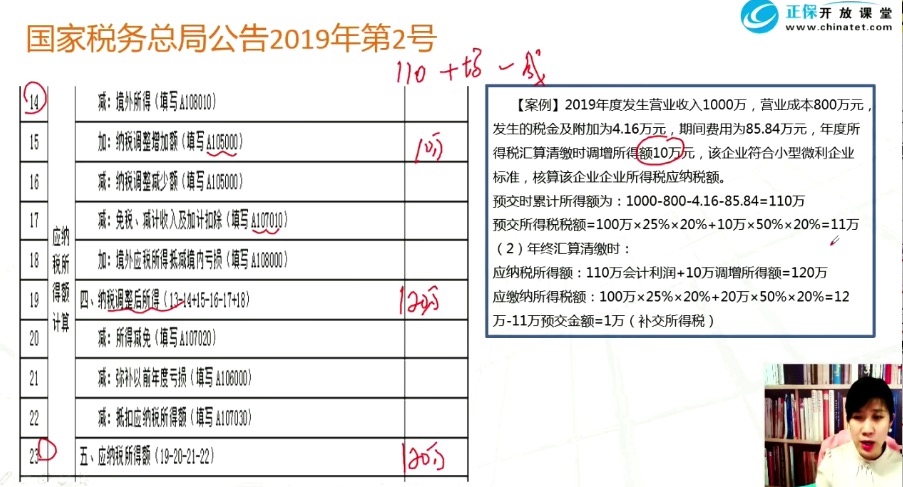 国家税务总局公告2019年第2号
正保开放课堂
www.chinatet.com
110 + 增 - 减
14 减：境外所得（填写A108010）
15 加：纳税调整增加额（填写A105000） 10万
16 减：纳税调整减少额（填写A105000）
17 减：免税、减计收入及加计扣除（填写A107010）
18 加：境外应税所得抵减境内亏损（填写A108000）
19 四、纳税调整后所得（13-14+15-16-17+18） 120万
20 减：所得减免（填写A107020）
21 减：弥补以前年度亏损（填写A106000）
22 减：抵扣应纳税所得额（填写A107030）
23 五、应纳税所得额（19-20-21-22） 120万
应纳税所得额计算
【案例】2019年度发生营业收入1000万，营业成本800万元，
发生的税金及附加为4.16万元，期间费用为85.84万元，年度所
得税汇算清缴时调增所得额10万元，该企业符合小型微利企业
标准，核算该企业企业所得税应纳税额。
预交时累计所得额为：1000-800-4.16-85.84=110万
预交所得税税额=100万×25%×20%+10万×50%×20%=11万
（2）年终汇算清缴时：
应纳税所得额：110万会计利润+10万调增所得额=120万
应缴纳所得税额：100万×25%×20%+20万×50%×20%=12
万-11万预交金额=1万（补交所得税）